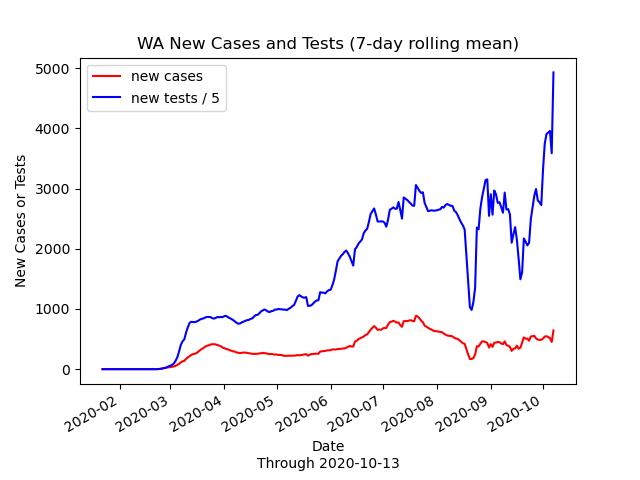 WA New Cases and Tests (7-day rolling mean)
new cases
new tests / 5
New Cases or Tests
5000
4000
3000
2000
1000
0
2020-02
2020-03
2020-04
2020-05
2020-06
2020-07
2020-08
2020-09
2020-10
Date
Through 2020-10-13